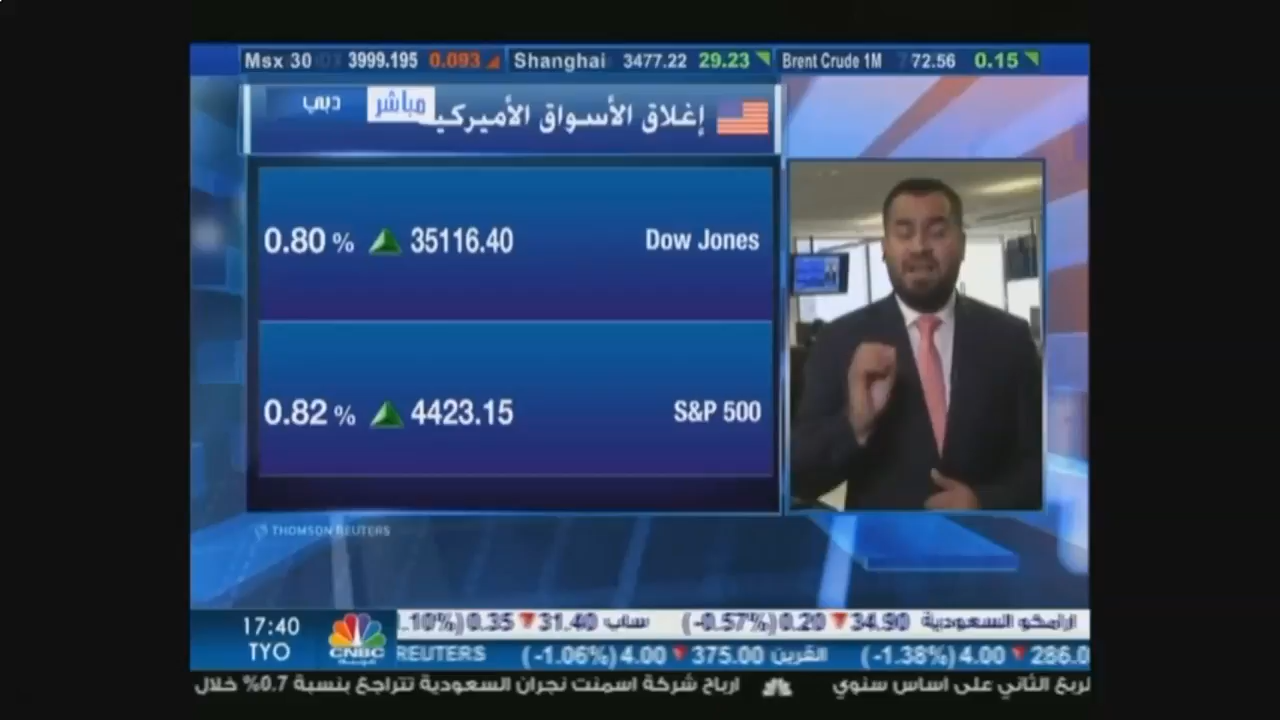 Msx 30 3999.195 0.093 Shanghai 3477.22 29.23 Brent Crude 1M 72.56 0.15
دبي مباشر
إغلاق الأسواق الأميركية
0.80 % 35116.40 Dow Jones
0.82 % 4423.15 S&P 500
THOMSON REUTERS
17:40
TYO
CNBC
عربية
ارامكو السعودية 34.90 0.20 (-0.57%) ساب 31.40 0.35 .10%)
286.0 4.00 (-1.38%) القرين 375.00 4.00 (-1.06%) REUTERS
لربع الثاني على اساس سنوي ارباح شركة اسمنت نجران السعودية تتراجع بنسبة 0.7% خلال